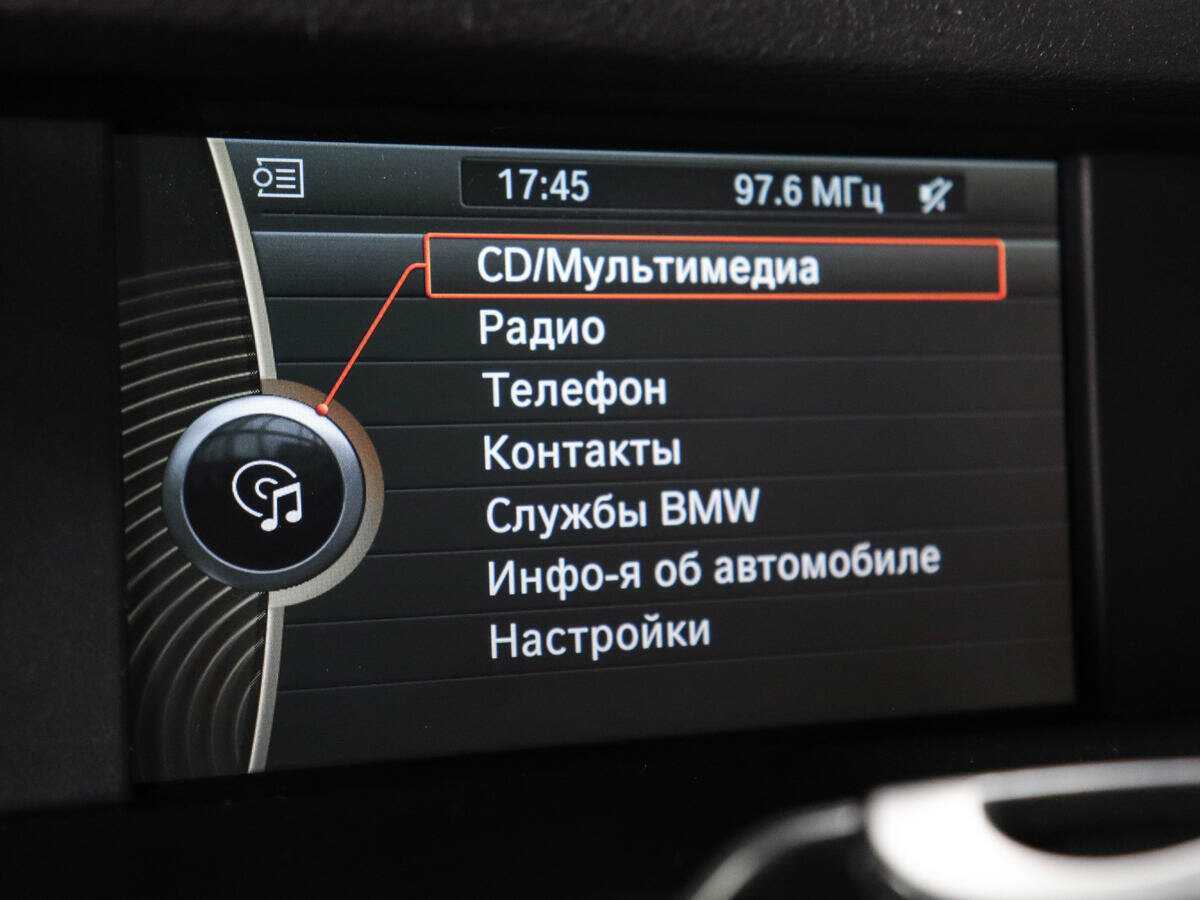 17:45 97.6 МГц
CD/Мультимедиа
Радио
Телефон
Контакты
Службы BMW
Инфо-я об автомобиле
Настройки